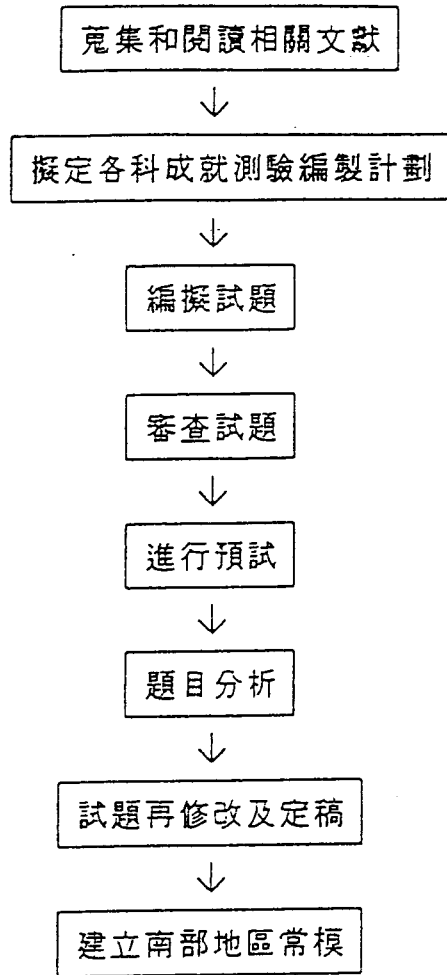 蒐集和閱讀相關文獻
擬定各科成就測驗編製計劃
編擬試題
審查試題
進行預試
題目分析
試題再修改及定稿
建立南部地區常模